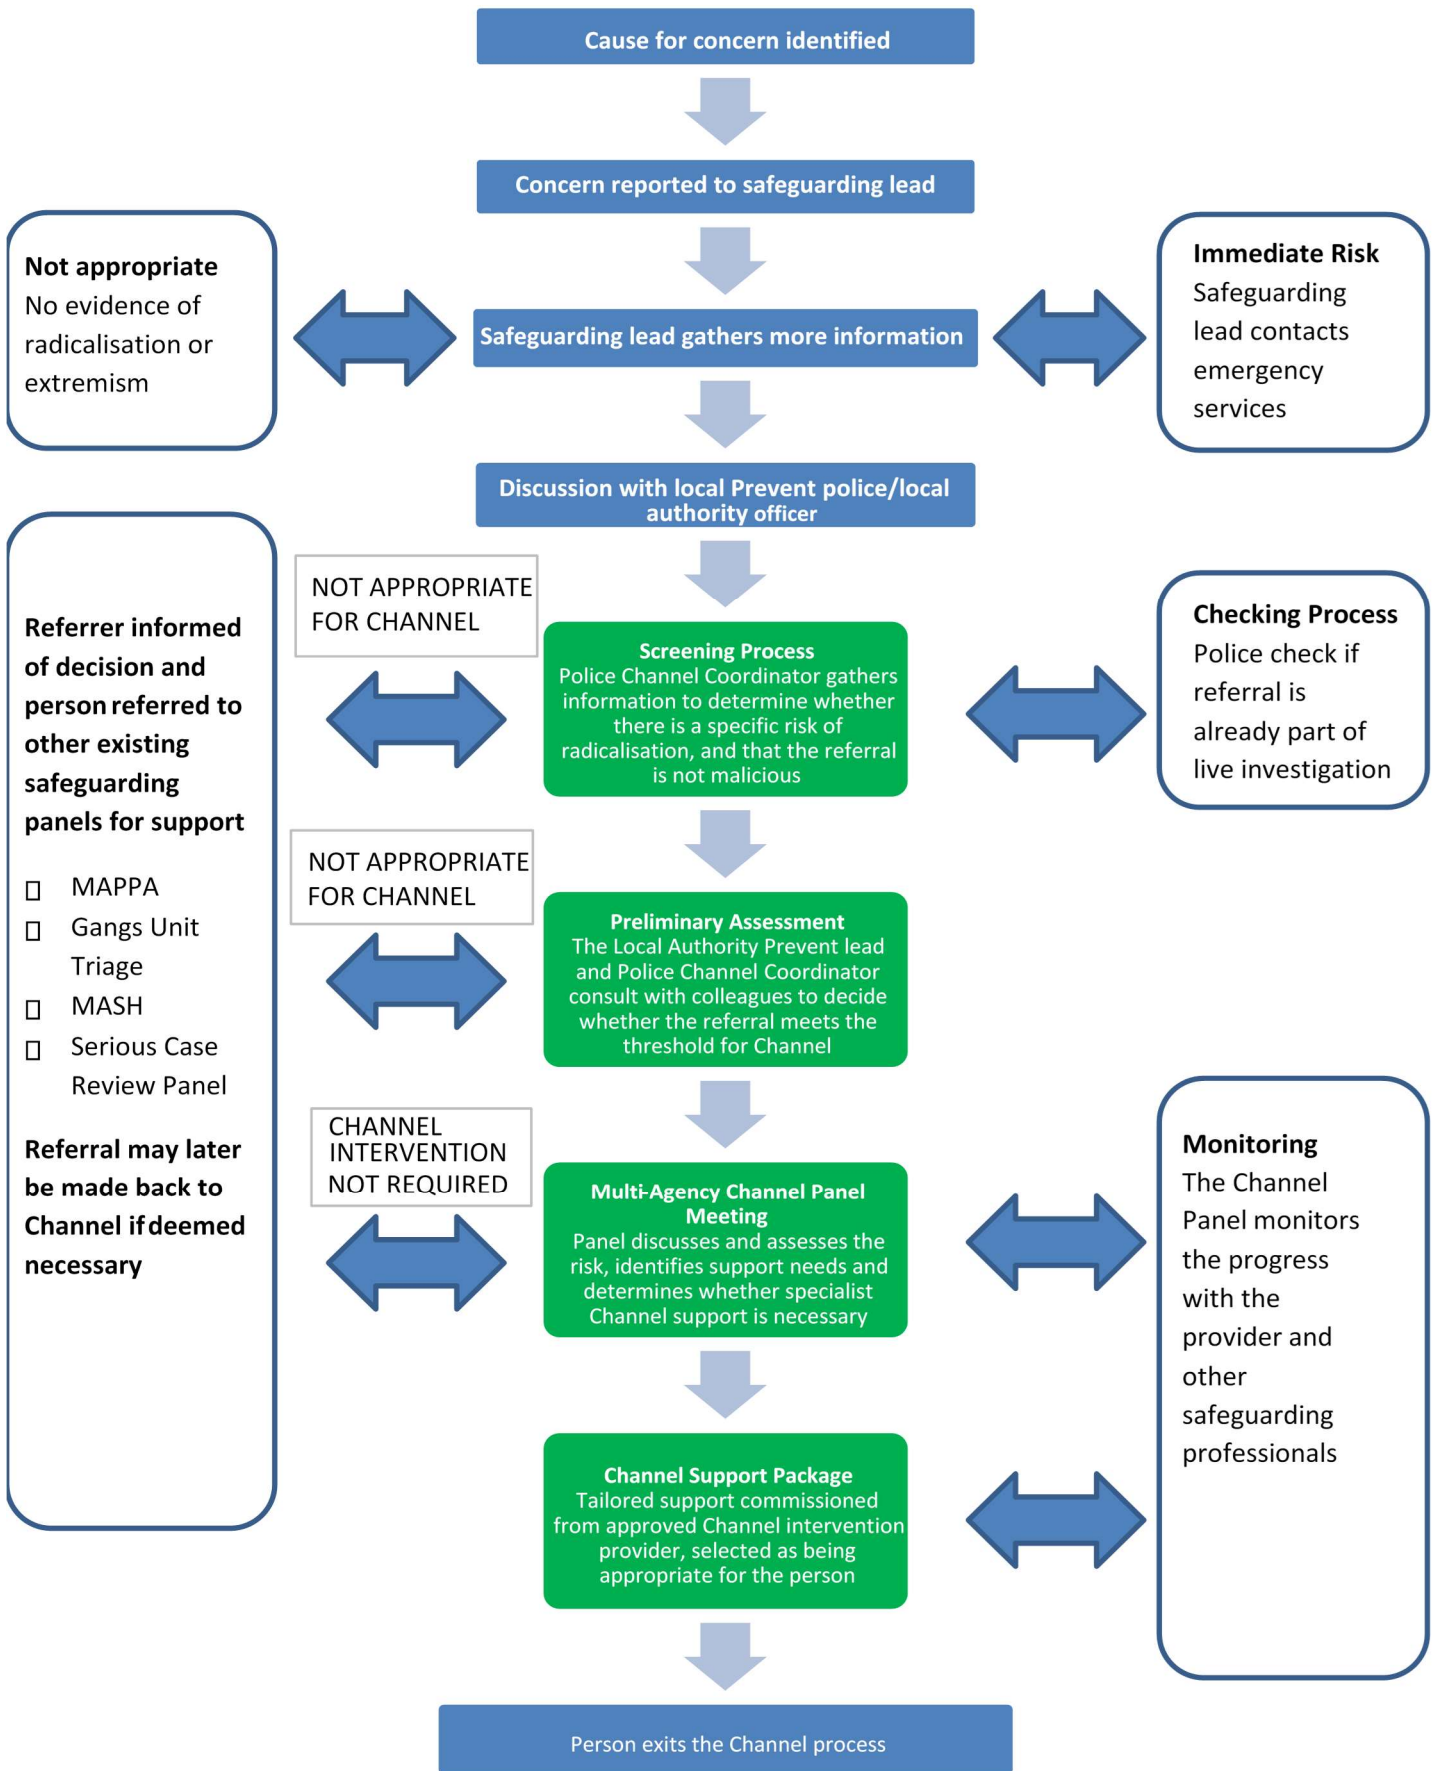 Cause for concern identified
Concern reported to safeguarding lead
Not appropriate
No evidence of
radicalisation or
extremism
Safeguarding lead gathers more information
Immediate Risk
Safeguarding
lead contacts
emergency
services
Discussion with local Prevent police/local
authority officer
Referrer informed
of decision and
person referred to
other existing
safeguarding
panels for support
MAPPA
Gangs Unit
Triage
MASH
Serious Case
Review Panel
Referral may later
be made back to
Channel if deemed
necessary
NOT APPROPRIATE
FOR CHANNEL
Screening Process
Police Channel Coordinator gathers
information to determine whether
there is a specific risk of
radicalisation, and that the referral
is not malicious
Checking Process
Police check if
referral is
already part of
live investigation
NOT APPROPRIATE
FOR CHANNEL
Preliminary Assessment
The Local Authority Prevent lead
and Police Channel Coordinator
consult with colleagues to decide
whether the referral meets the
threshold for Channel
CHANNEL
INTERVENTION
NOT REQUIRED
Multi-Agency Channel Panel
Meeting
Panel discusses and assesses the
risk, identifies support needs and
determines whether specialist
Channel support is necessary
Monitoring
The Channel
Panel monitors
the progress
with the
provider and
other
safeguarding
professionals
Channel Support Package
Tailored support commissioned
from approved Channel intervention
provider, selected as being
appropriate for the person
Person exits the Channel process